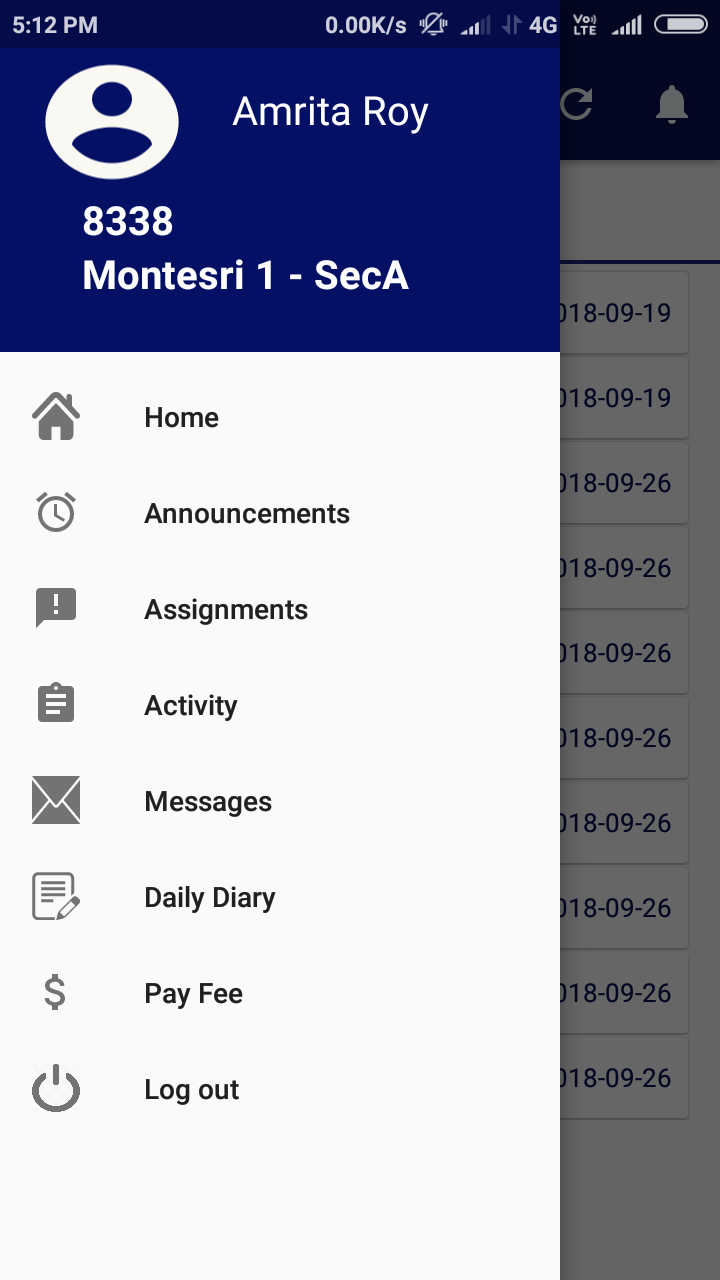 5:12 PM 0.00K/s 4G Vo)) LTE
Amrita Roy
8338
Montesri 1 - SecA
018-09-19
018-09-19
Home
018-09-26
Announcements
018-09-26
Assignments
018-09-26
Activity
018-09-26
Messages
018-09-26
Daily Diary
018-09-26
Pay Fee
018-09-26
Log out
018-09-26